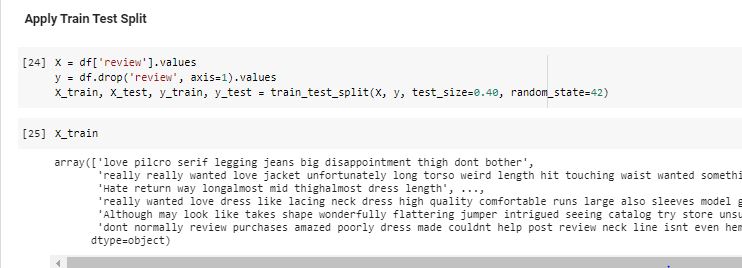 Apply Train Test Split
[24] X = df['review'].values
y = df.drop('review', axis=1).values
X_train, X_test, y_train, y_test = train_test_split(X, y, test_size=0.40, random_state=42)
[25] X_train
array(['love pilcro serif legging jeans big disappointment thigh dont bother',
'really really wanted love jacket unfortunately long torso weird length hit touching waist wanted somethi
'Hate return way longalmost mid thighalmost dress length', ...,
'really wanted love dress like lacing neck dress high quality comfortable runs large also sleeves model g
'Although may look like takes shape wonderfully flattering jumper intrigued seeing catalog try store unsu
'dont normally review purchases amazed poorly dress made couldnt help post review neck line isnt even hem
dtype=object)